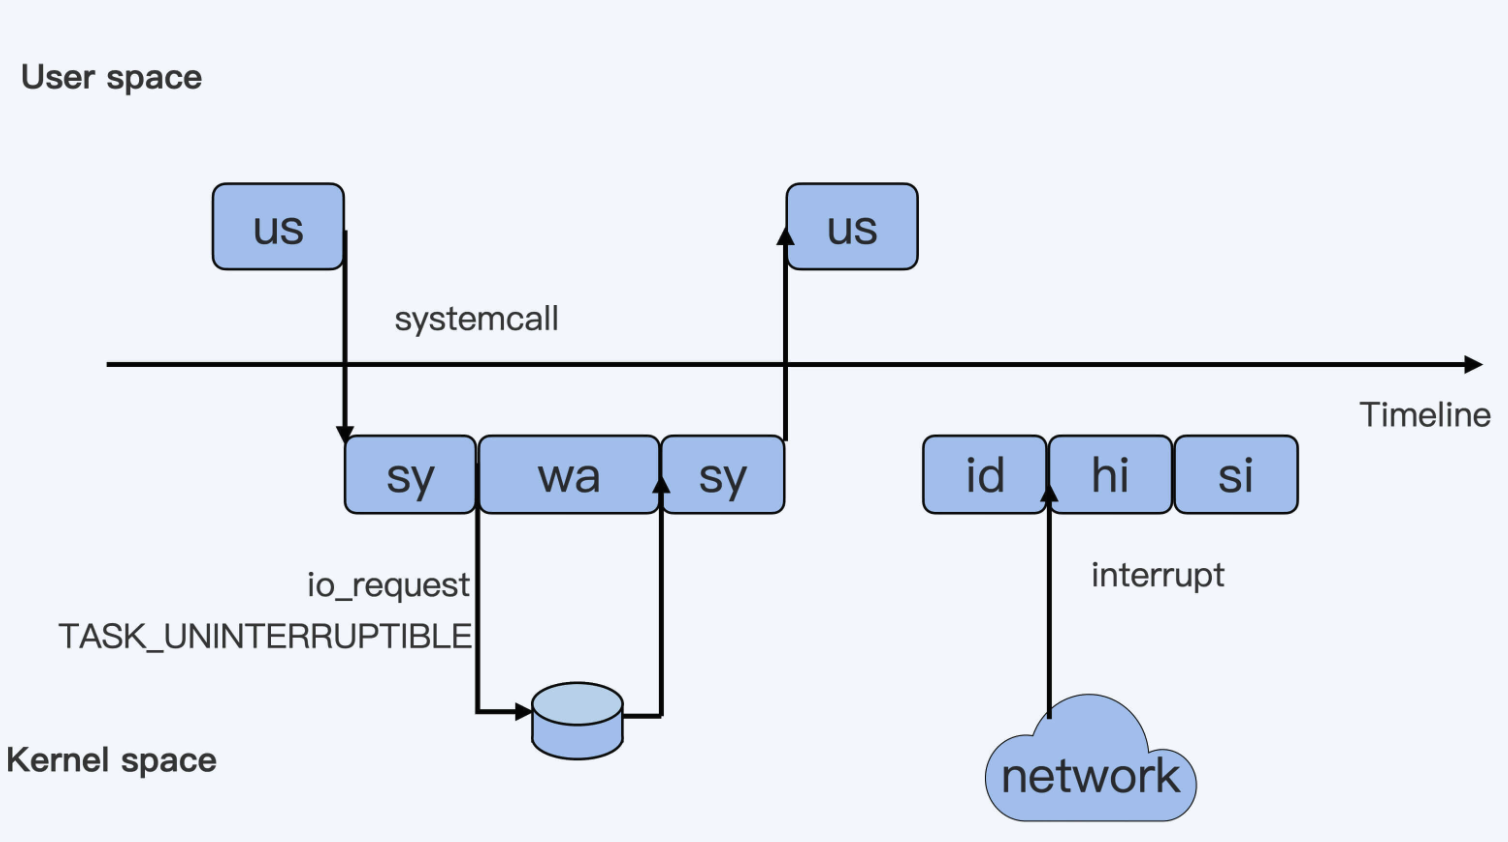 User space
us
us
systemcall
Timeline
sy
wa
sy
id
hi
si
io_request
TASK_UNINTERRUPTIBLE
interrupt
Kernel space
network